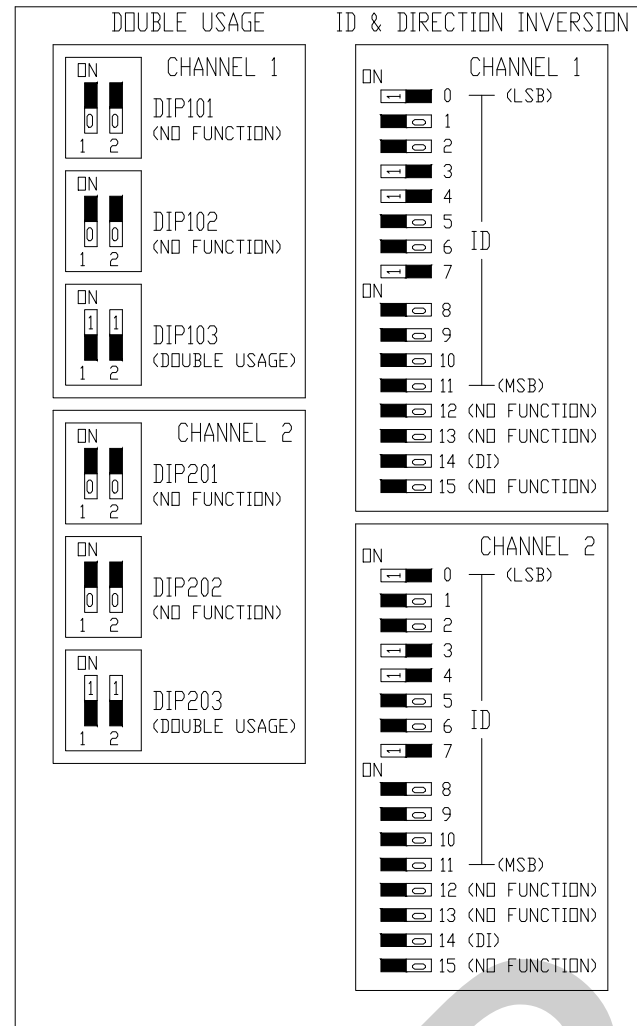 DOUBLE USAGE
CHANNEL 1
ON
0 0
1 2
DIP101
(NO FUNCTION)
ON
0 0
1 2
DIP102
(NO FUNCTION)
ON
1 1
1 2
DIP103
(DOUBLE USAGE)
CHANNEL 2
ON
0 0
1 2
DIP201
(NO FUNCTION)
ON
0 0
1 2
DIP202
(NO FUNCTION)
ON
1 1
1 2
DIP203
(DOUBLE USAGE)
ID & DIRECTION INVERSION
CHANNEL 1
ON
1 0 (LSB)
0 1
0 2
1 3
1 4
0 5
0 6 ID
1 7
ON
0 8
0 9
0 10
0 11 (MSB)
0 12 (NO FUNCTION)
0 13 (NO FUNCTION)
0 14 (DI)
0 15 (NO FUNCTION)
CHANNEL 2
ON
1 0 (LSB)
0 1
0 2
1 3
1 4
0 5
0 6 ID
1 7
ON
0 8
0 9
0 10
0 11 (MSB)
0 12 (NO FUNCTION)
0 13 (NO FUNCTION)
0 14 (DI)
0 15 (NO FUNCTION)